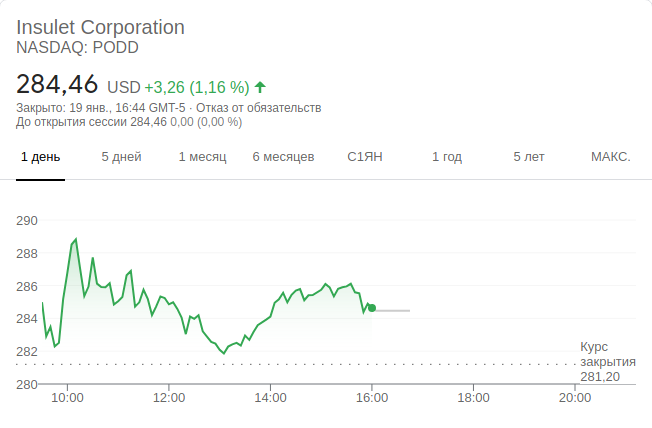 Insulet Corporation
NASDAQ: PODD
284,46 USD +3,26 (1,16 %)
Закрыто: 19 янв., 16:44 GMT-5 · Отказ от обязательств
До открытия сессии 284,46 0,00 (0,00 %)
1 день 5 дней 1 месяц 6 месяцев С1ЯН 1 год 5 лет МАКС.
290
288
286
284
282
280
Курс
закрытия
281,20
10:00 12:00 14:00 16:00 18:00 20:00